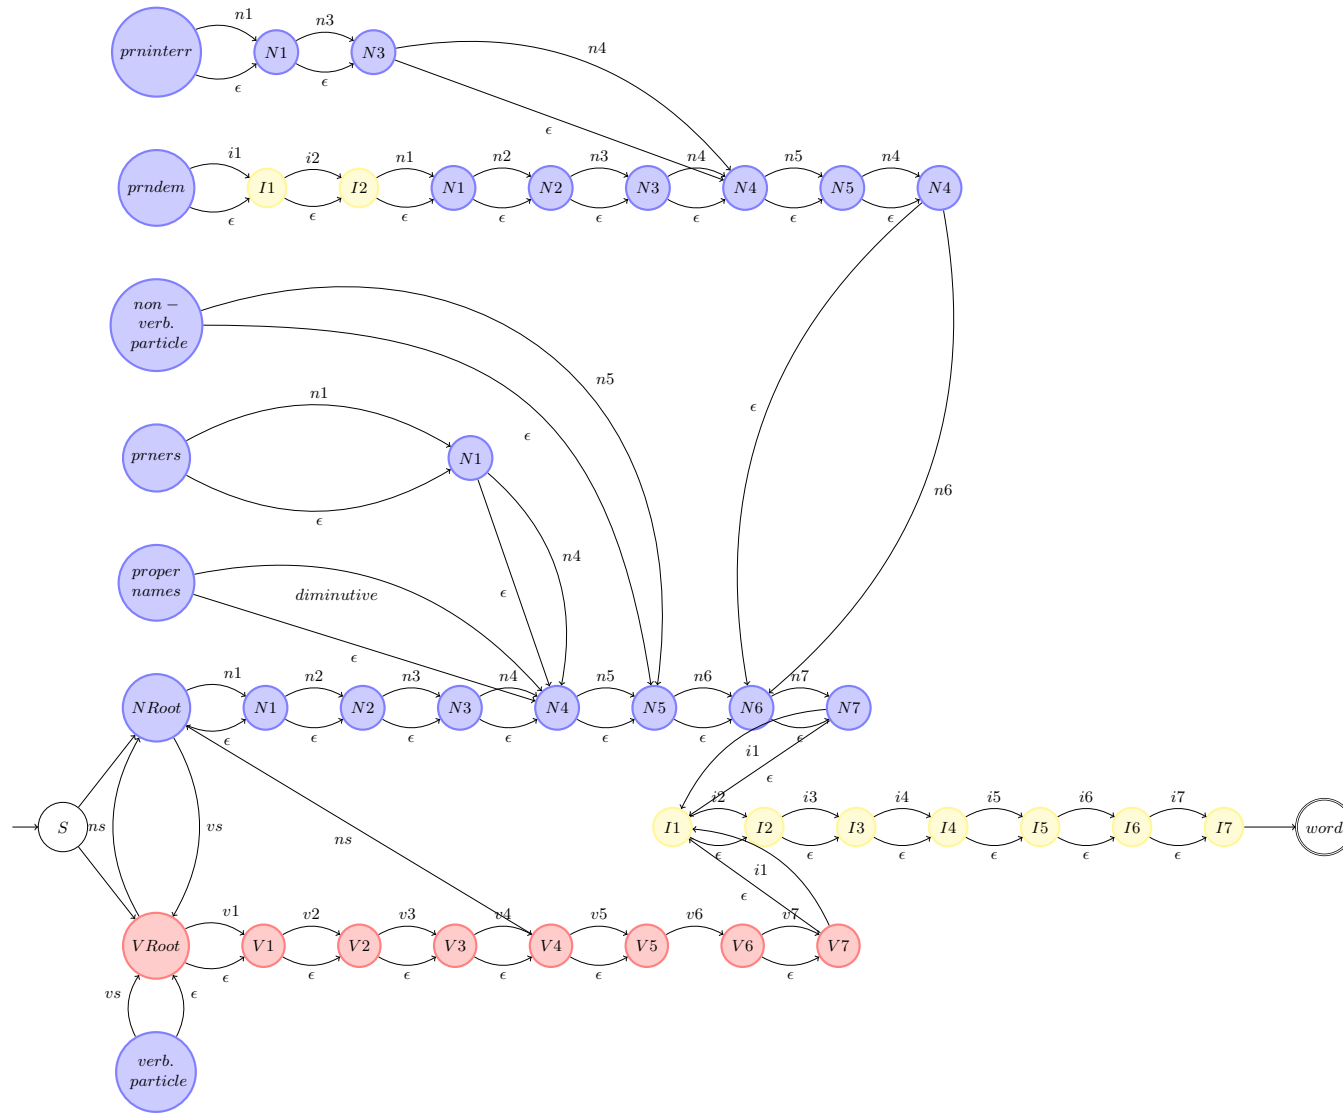 n1 n3 n4
prninterr N1 N3
ϵ ϵ ϵ
i1 i2 n1 n2 n3 n4 n5 n4
prndem I1 I2 N1 N2 N3 N4 N5 N4
ϵ ϵ ϵ ϵ ϵ ϵ ϵ ϵ
non −
verb.
particle
n5
n1 ϵ
ϵ
prners N1
n6
ϵ
n4
proper
names
diminutive ϵ
ϵ
n1 n2 n3 n4 n5 n6 n7
NRoot N1 N2 N3 N4 N5 N6 N7
ϵ ϵ ϵ ϵ ϵ ϵ ϵ
i1
ϵ
i2 i3 i4 i5 i6 i7
S ns vs I1 I2 I3 I4 I5 I6 I7 word
ns
ϵ ϵ ϵ ϵ ϵ ϵ
i1
ϵ
v1 v2 v3 v4 v5 v6 v7
VRoot V1 V2 V3 V4 V5 V6 V7
ϵ ϵ ϵ ϵ ϵ ϵ
vs ϵ
verb.
particle